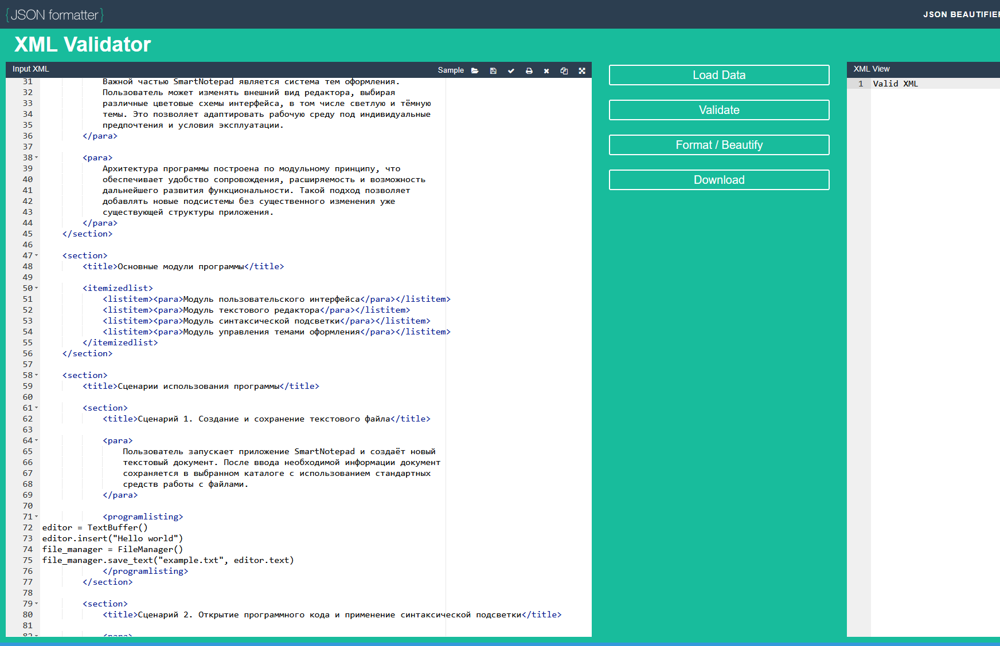 {JSON formatter}
JSON BEAUTIFIER
XML Validator
Input XML
Sample
31 Важной частью SmartNotepad является система тем оформления.
32 Пользователь может изменять внешний вид редактора, выбирая
33 различные цветовые схемы интерфейса, в том числе светлую и тёмную
34 темы. Это позволяет адаптировать рабочую среду под индивидуальные
35 предпочтения и условия эксплуатации.
36 </para>
37
38 <para>
39 Архитектура программы построена по модульному принципу, что
40 обеспечивает удобство сопровождения, расширяемость и возможность
41 дальнейшего развития функциональности. Такой подход позволяет
42 добавлять новые подсистемы без существенного изменения уже
43 существующей структуры приложения.
44 </para>
45 </section>
46
47 <section>
48 <title>Основные модули программы</title>
49
50 <itemizedlist>
51 <listitem><para>Модуль пользовательского интерфейса</para></listitem>
52 <listitem><para>Модуль текстового редактора</para></listitem>
53 <listitem><para>Модуль синтаксической подсветки</para></listitem>
54 <listitem><para>Модуль управления темами оформления</para></listitem>
55 </itemizedlist>
56 </section>
57
58 <section>
59 <title>Сценарии использования программы</title>
60
61 <section>
62 <title>Сценарий 1. Создание и сохранение текстового файла</title>
63
64 <para>
65 Пользователь запускает приложение SmartNotepad и создаёт новый
66 текстовый документ. После ввода необходимой информации документ
67 сохраняется в выбранном каталоге с использованием стандартных
68 средств работы с файлами.
69 </para>
70
71 <programlisting>
72 editor = TextBuffer()
73 editor.insert("Hello world")
74 file_manager = FileManager()
75 file_manager.save_text("example.txt", editor.text)
76 </programlisting>
77 </section>
78
79 <section>
80 <title>Сценарий 2. Открытие программного кода и применение синтаксической подсветки</title>
81
82 <para>
Load Data
Validate
Format / Beautify
Download
XML View
1 Valid XML